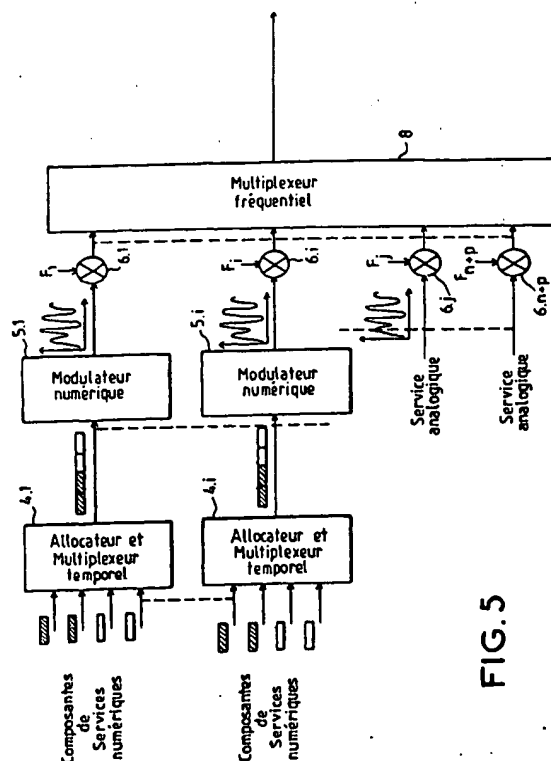 Composantes
de
Services
numériques
4.1
Allocateur et
Multiplexeur
temporel
5.1
Modulateur
numérique
F1
6.1
Composantes
de
Services
numériques
4.i
Allocateur et
Multiplexeur
temporel
5.i
Modulateur
numérique
Fi
6.i
Service
analogique
Fj
6.j
Service
analogique
Fn+p
6.n+p
Multiplexeur
fréquentiel
8
FIG. 5